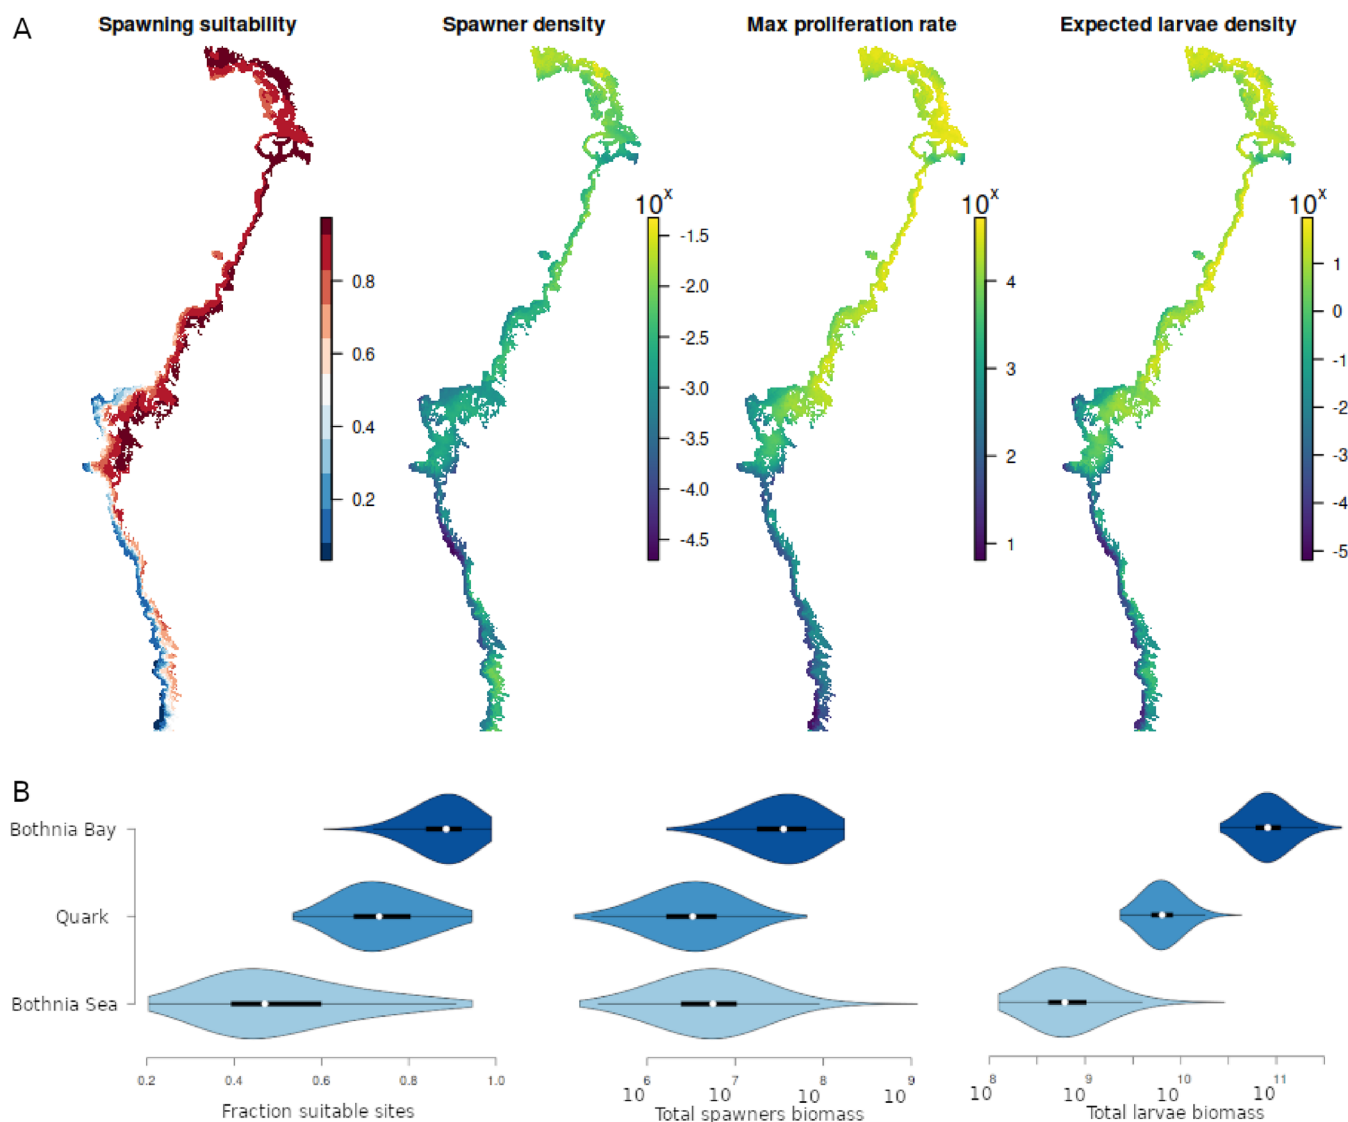 A
Spawning suitability
Spawner density
Max proliferation rate
Expected larvae density
0.8
0.6
0.4
0.2
10^x
-1.5
-2.0
-2.5
-3.0
-3.5
-4.0
-4.5
10^x
4
3
2
1
10^x
1
0
-1
-2
-3
-4
-5
B
Bothnia Bay
Quark
Bothnia Sea
0.2 0.4 0.6 0.8 1.0
Fraction suitable sites
10^6 10^7 10^8 10^9
Total spawners biomass
10^8 10^9 10^10 10^11
Total larvae biomass